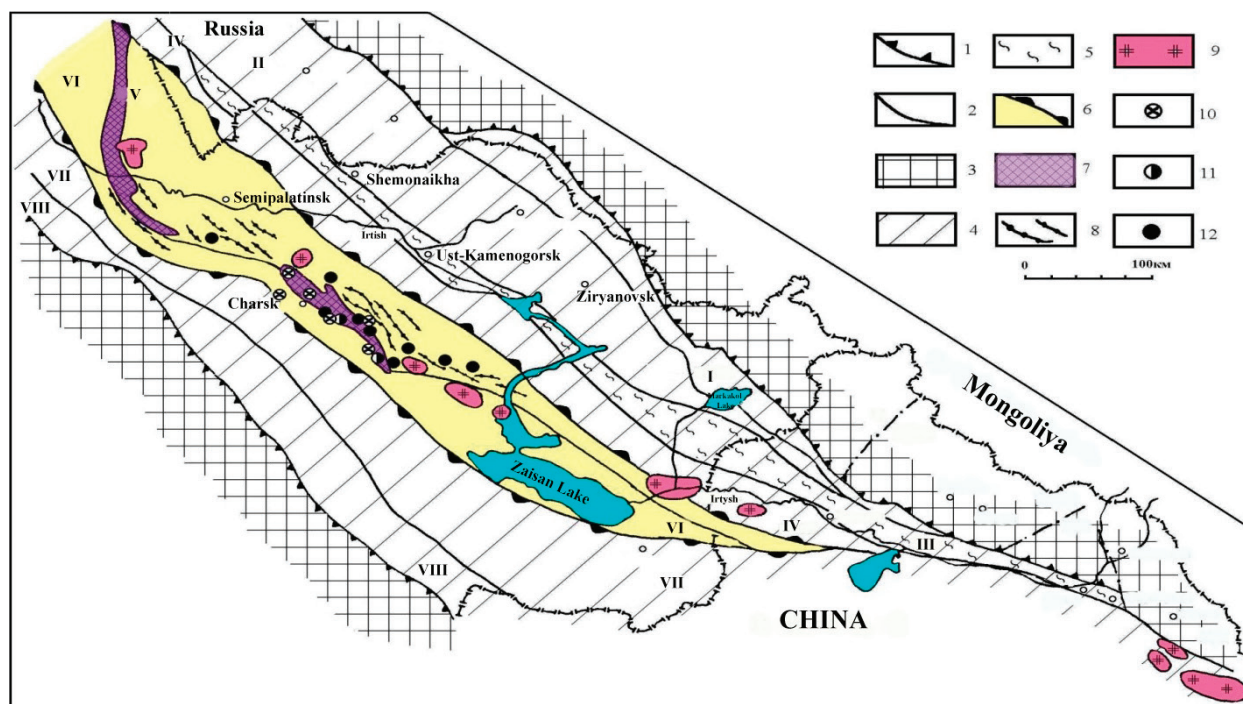 Russia
IV
II
VI
V
VII
VIII
Semipalatinsk
Shemonaikha
Irtish
Ust-Kamenogorsk
Charsk
Ziryanovsk
I
Markakol
Lake
Mongoliya
Zaisan Lake
Irtysh
VI
IV
III
VIII
VII
CHINA
1
5
9
2
6
10
3
7
11
4
8
12
0
100км